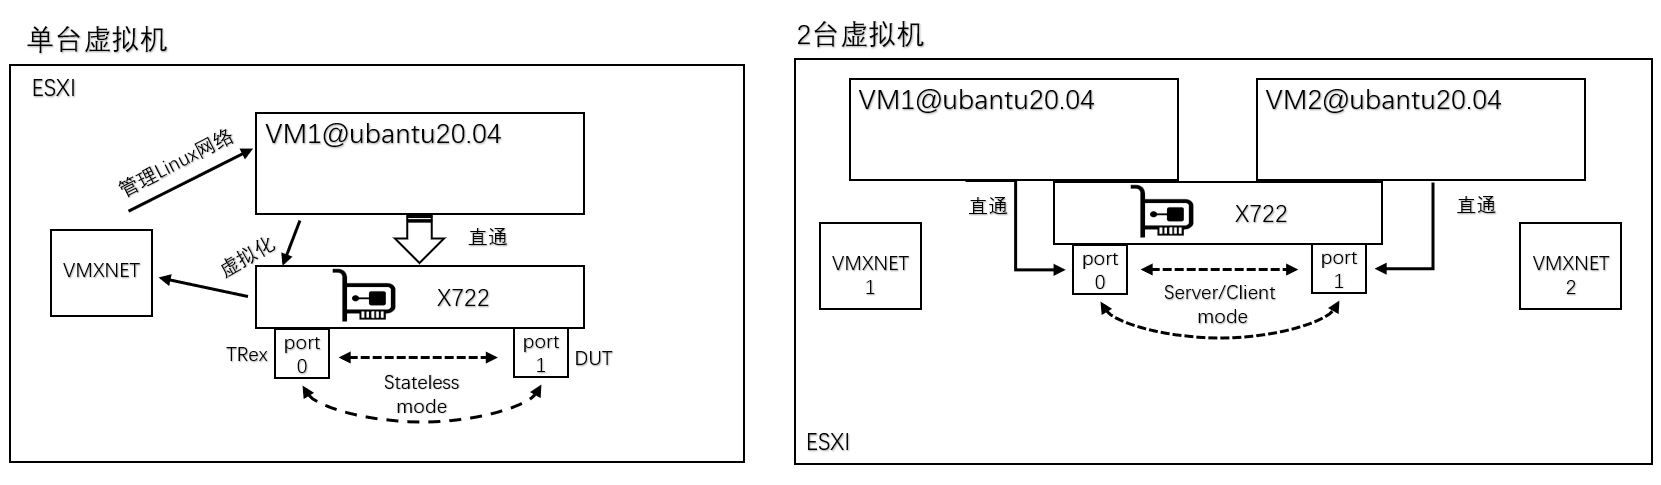 单台虚拟机
ESXI
VM1@ubantu20.04
管理Linux网络
虚拟化
直通
VMXNET
X722
TRex
port
0
port
1
DUT
Stateless
mode
2台虚拟机
VM1@ubantu20.04
VM2@ubantu20.04
直通
X722
直通
VMXNET
1
port
0
port
1
VMXNET
2
Server/Client
mode
ESXI